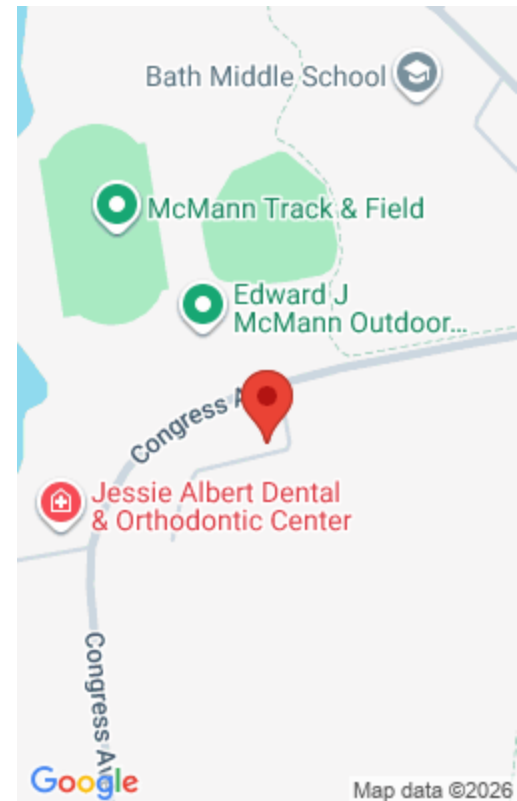 Bath Middle School
McMann Track & Field
Edward J
McMann Outdoor...
Congress A
Jessie Albert Dental
& Orthodontic Center
Congress Av
Google
Map data ©2026